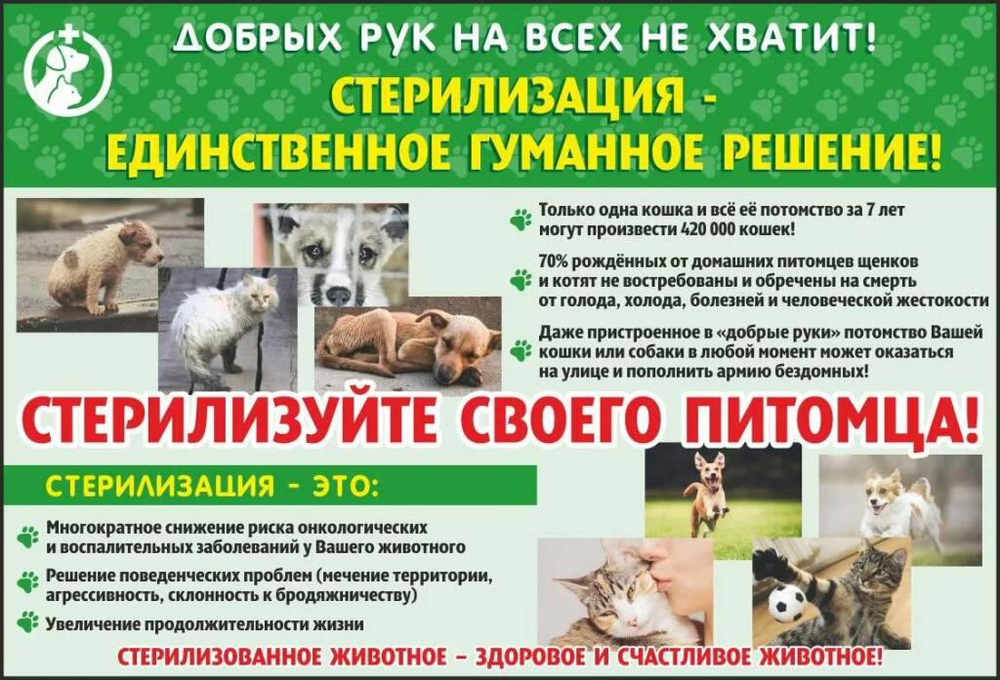 ДОБРЫХ РУК НА ВСЕХ НЕ ХВАТИТ!
СТЕРИЛИЗАЦИЯ -
ЕДИНСТВЕННОЕ ГУМАННОЕ РЕШЕНИЕ!
Только одна кошка и всё её потомство за 7 лет
могут произвести 420 000 кошек!
70% рождённых от домашних питомцев щенков
и котят не востребованы и обречены на смерть
от голода, холода, болезней и человеческой жестокости
Даже пристроенное в «добрые руки» потомство Вашей
кошки или собаки в любой момент может оказаться
на улице и пополнить армию бездомных!
СТЕРИЛИЗУЙТЕ СВОЕГО ПИТОМЦА!
СТЕРИЛИЗАЦИЯ - ЭТО:
Многократное снижение риска онкологических
и воспалительных заболеваний у Вашего животного
Решение поведенческих проблем (мечение территории,
агрессивность, склонность к бродяжничеству)
Увеличение продолжительности жизни
СТЕРИЛИЗОВАННОЕ ЖИВОТНОЕ – ЗДОРОВОЕ И СЧАСТЛИВОЕ ЖИВОТНОЕ!